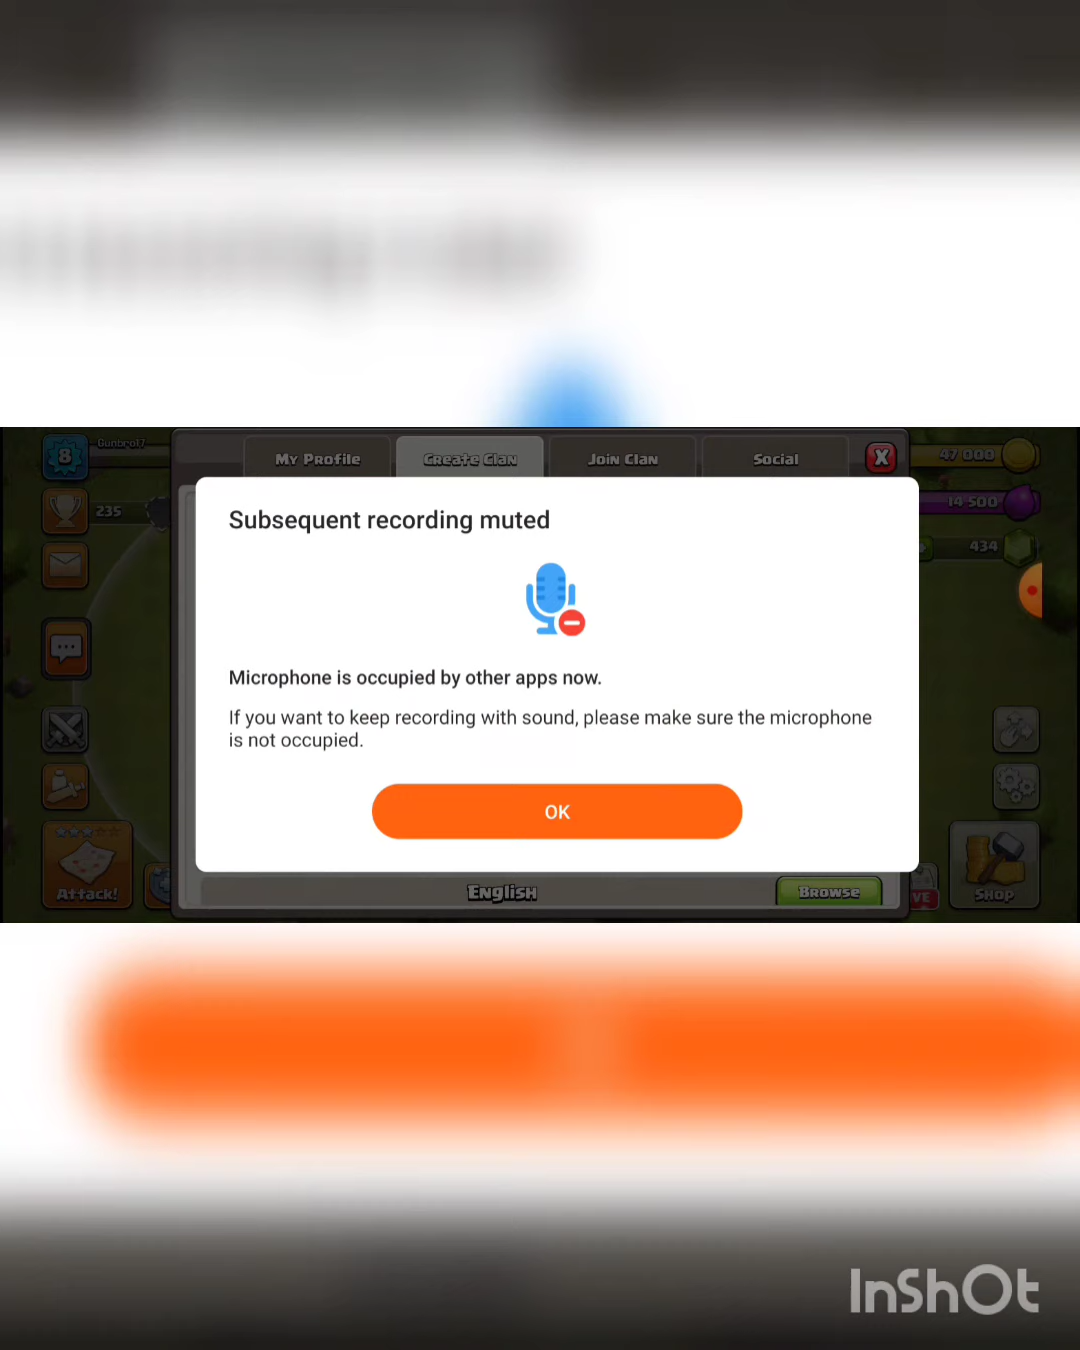 8
Gunbro17
My Profile
Create Clan
Join Clan
Social
X
47 000
235
14 500
434
Subsequent recording muted
Microphone is occupied by other apps now.
If you want to keep recording with sound, please make sure the microphone
is not occupied.
OK
Attack!
English
Browse
VE
Shop
InShOt